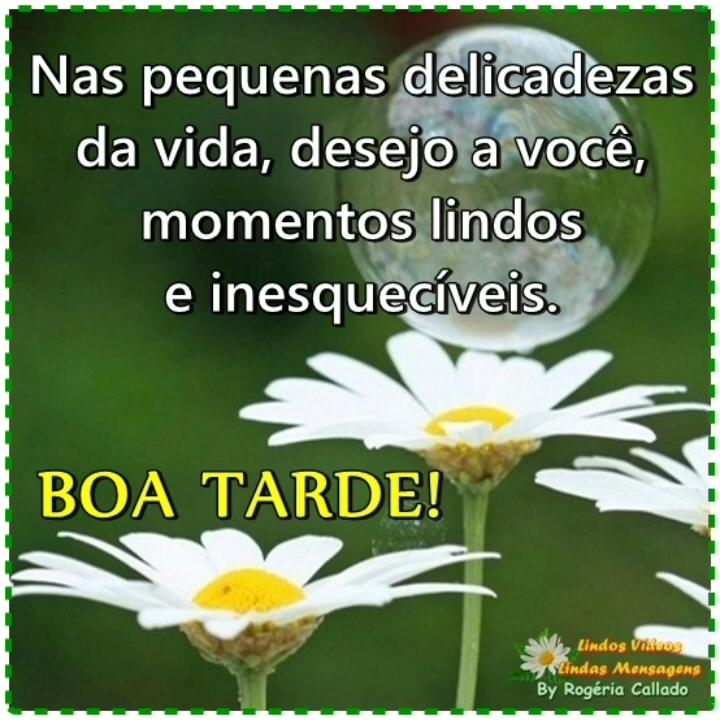 Nas pequenas delicadezas
da vida, desejo a você,
momentos lindos
e inesquecíveis.
BOA TARDE!
Lindos Vídeos
Lindas Mensagens
By Rogéria Callado